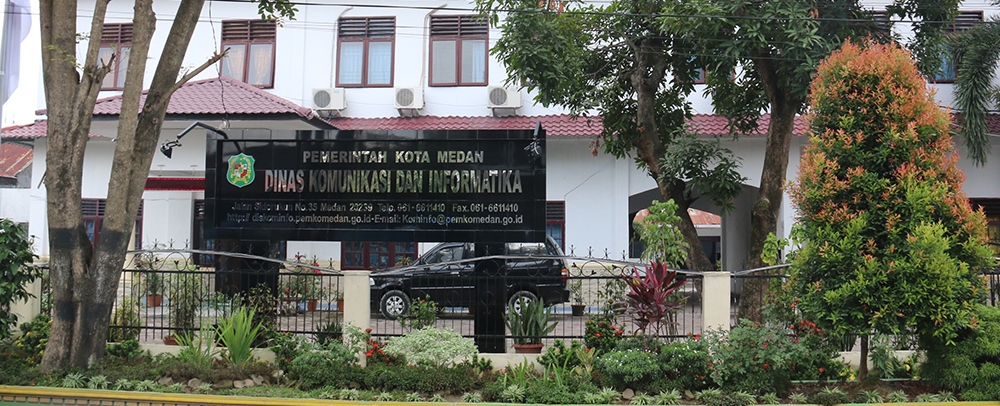 PEMERINTAH KOTA MEDAN
DINAS KOMUNIKASI DAN INFORMATIKA
Jalan Sidorukun No.35 Medan 20239 Telp.061-6611410 Fax.061-6611410
http://diskominfo.pemkomedan.go.id-E-mail: Kominfo@pemkomedan.go.id